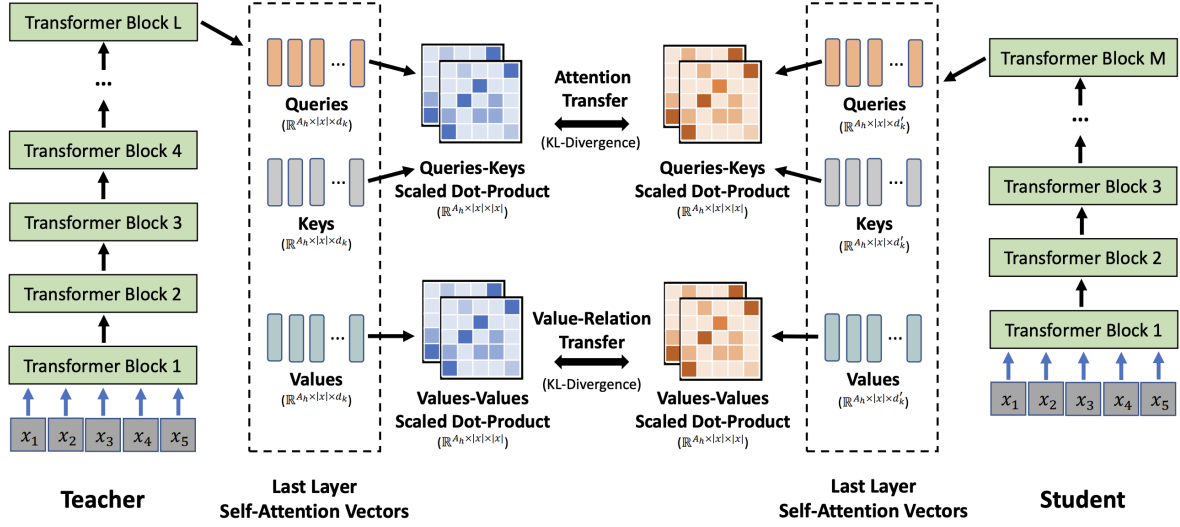 Transformer Block L
...
Transformer Block 4
Transformer Block 3
Transformer Block 2
Transformer Block 1
x₁ x₂ x₃ x₄ x₅
Teacher
...
Queries
(ℝ^{A_h×|x|×d_k})
...
Keys
(ℝ^{A_h×|x|×d_k})
...
Values
(ℝ^{A_h×|x|×d_k})
Last Layer
Self-Attention Vectors
Queries-Keys
Scaled Dot-Product
(ℝ^{A_h×|x|×|x|})
Values-Values
Scaled Dot-Product
(ℝ^{A_h×|x|×|x|})
Attention
Transfer
(KL-Divergence)
Value-Relation
Transfer
(KL-Divergence)
Queries-Keys
Scaled Dot-Product
(ℝ^{A_h×|x|×|x|})
Values-Values
Scaled Dot-Product
(ℝ^{A_h×|x|×|x|})
...
Queries
(ℝ^{A_h×|x|×d′_k})
...
Keys
(ℝ^{A_h×|x|×d′_k})
...
Values
(ℝ^{A_h×|x|×d′_k})
Last Layer
Self-Attention Vectors
Transformer Block M
...
Transformer Block 3
Transformer Block 2
Transformer Block 1
x₁ x₂ x₃ x₄ x₅
Student